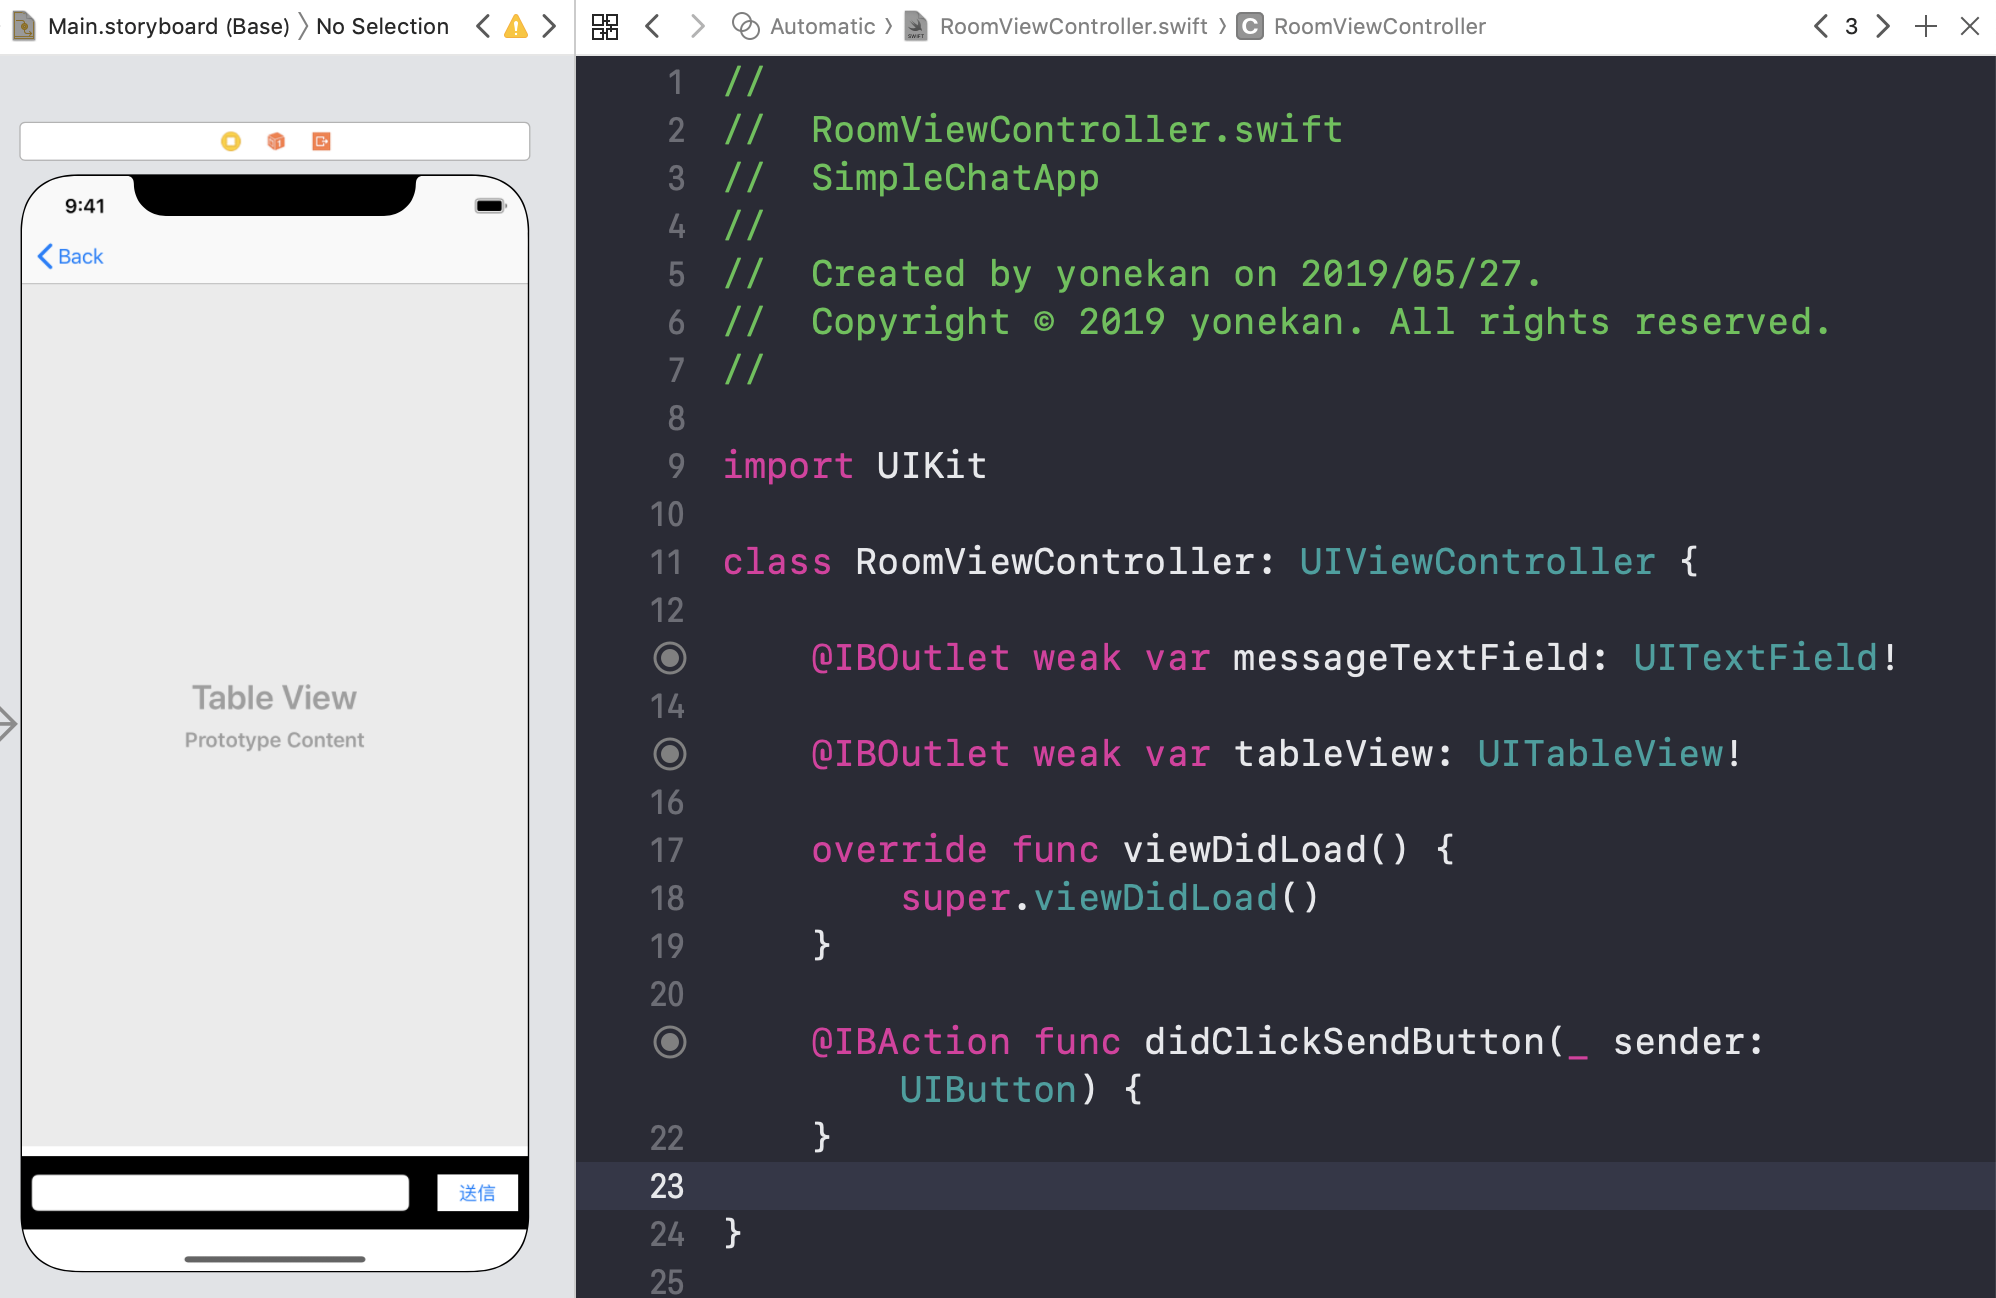 Main.storyboard (Base) 〉 No Selection
Automatic 〉 RoomViewController.swift 〉 C RoomViewController
3
9:41
Back
Table View
Prototype Content
送信
1 //
2 //  RoomViewController.swift
3 //  SimpleChatApp
4 //
5 //  Created by yonekan on 2019/05/27.
6 //  Copyright © 2019 yonekan. All rights reserved.
7 //
8
9 import UIKit
10
11 class RoomViewController: UIViewController {
12
@IBOutlet weak var messageTextField: UITextField!
14
@IBOutlet weak var tableView: UITableView!
16
17 override func viewDidLoad() {
18 super.viewDidLoad()
19 }
20
@IBAction func didClickSendButton(_ sender:
UIButton) {
22 }
23
24 }
25